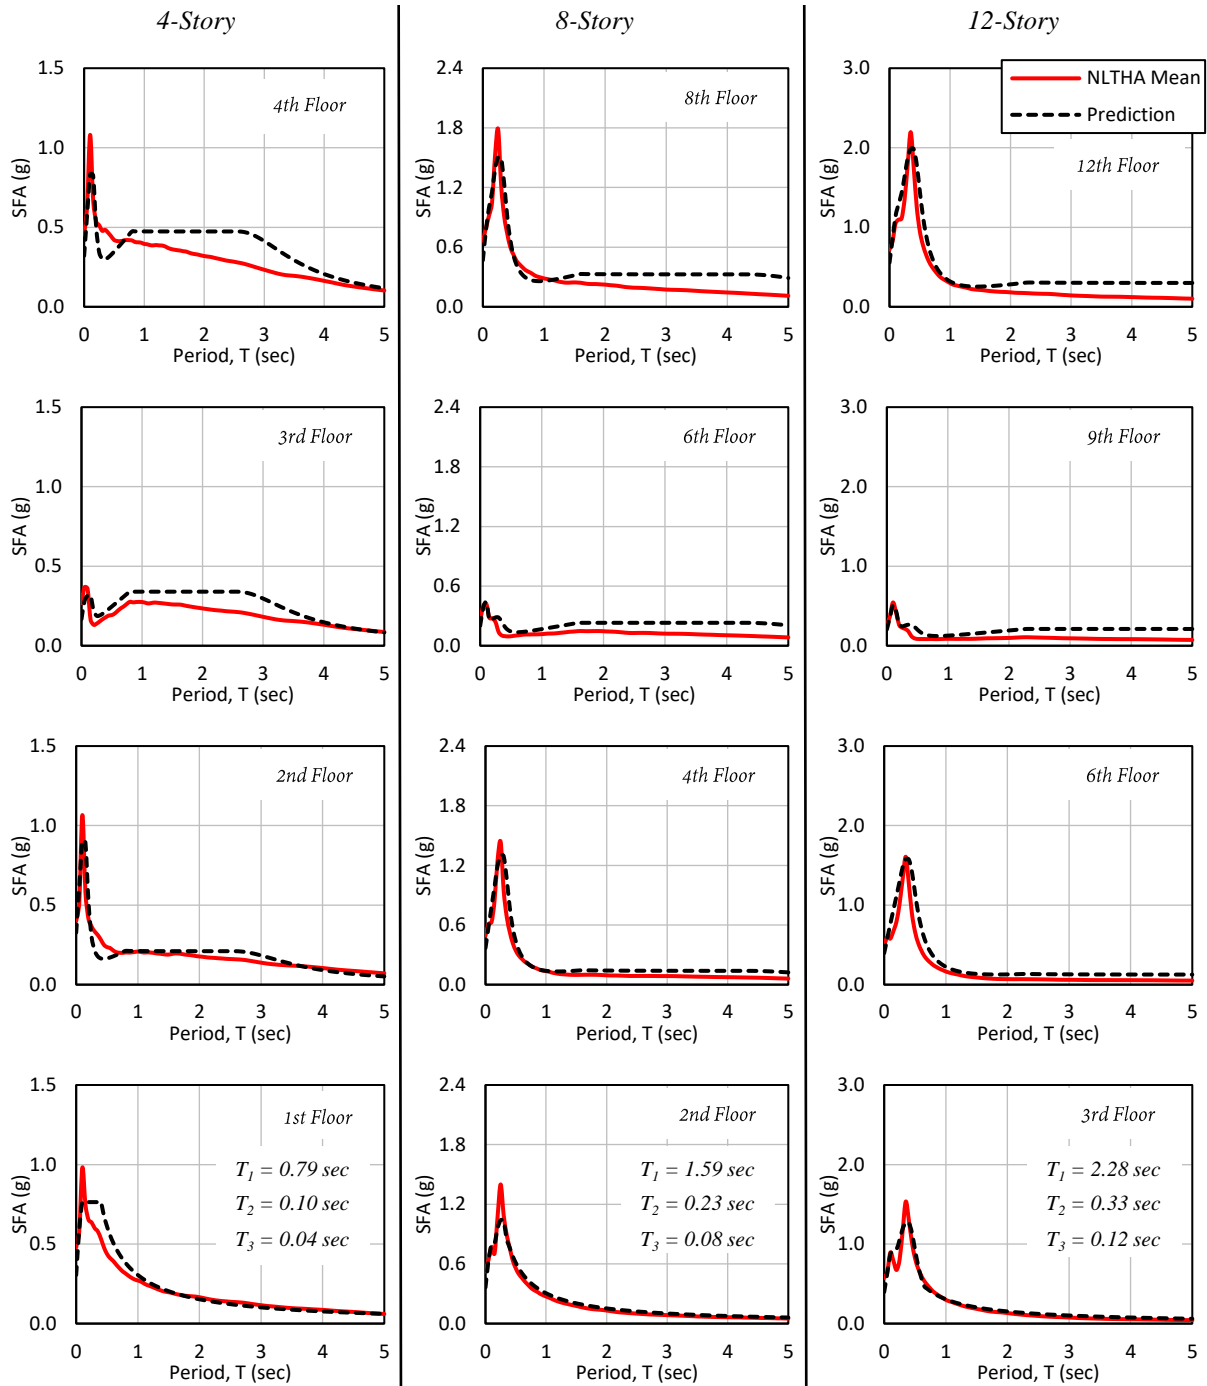 4-Story
8-Story
12-Story
NLTHA Mean
Prediction
1.5
1.0
0.5
0.0
SFA (g)
4th Floor
0 1 2 3 4 5
Period, T (sec)
2.4
1.8
1.2
0.6
0.0
SFA (g)
8th Floor
0 1 2 3 4 5
Period, T (sec)
3.0
2.0
1.0
0.0
SFA (g)
12th Floor
0 1 2 3 4 5
Period, T (sec)
1.5
1.0
0.5
0.0
SFA (g)
3rd Floor
0 1 2 3 4 5
Period, T (sec)
2.4
1.8
1.2
0.6
0.0
SFA (g)
6th Floor
0 1 2 3 4 5
Period, T (sec)
3.0
2.0
1.0
0.0
SFA (g)
9th Floor
0 1 2 3 4 5
Period, T (sec)
1.5
1.0
0.5
0.0
SFA (g)
2nd Floor
0 1 2 3 4 5
Period, T (sec)
2.4
1.8
1.2
0.6
0.0
SFA (g)
4th Floor
0 1 2 3 4 5
Period, T (sec)
3.0
2.0
1.0
0.0
SFA (g)
6th Floor
0 1 2 3 4 5
Period, T (sec)
1.5
1.0
0.5
0.0
SFA (g)
1st Floor
T1 = 0.79 sec
T2 = 0.10 sec
T3 = 0.04 sec
0 1 2 3 4 5
Period, T (sec)
2.4
1.8
1.2
0.6
0.0
SFA (g)
2nd Floor
T1 = 1.59 sec
T2 = 0.23 sec
T3 = 0.08 sec
0 1 2 3 4 5
Period, T (sec)
3.0
2.0
1.0
0.0
SFA (g)
3rd Floor
T1 = 2.28 sec
T2 = 0.33 sec
T3 = 0.12 sec
0 1 2 3 4 5
Period, T (sec)